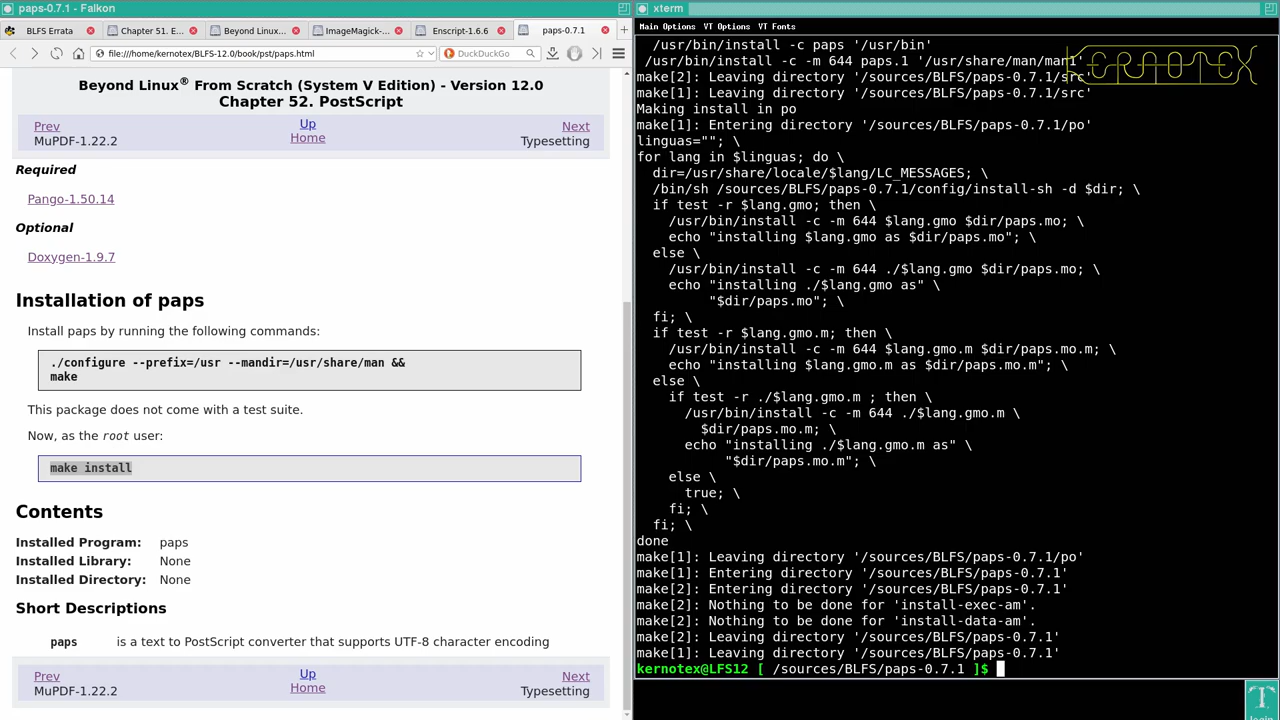 paps-0.7.1 - Falkon
BLFS Errata
Chapter 51. E...
Beyond Linux...
ImageMagick-...
Enscript-1.6.6
paps-0.7.1
file:///home/kernotex/BLFS-12.0/book/pst/paps.html
DuckDuckGo
Beyond Linux® From Scratch (System V Edition) - Version 12.0
Chapter 52. PostScript
Prev
Up
Next
MuPDF-1.22.2
Home
Typesetting
Required
Pango-1.50.14
Optional
Doxygen-1.9.7
Installation of paps
Install paps by running the following commands:
./configure --prefix=/usr --mandir=/usr/share/man &&
make
This package does not come with a test suite.
Now, as the root user:
make install
Contents
Installed Program: paps
Installed Library: None
Installed Directory: None
Short Descriptions
paps is a text to PostScript converter that supports UTF-8 character encoding
Prev
Up
Next
MuPDF-1.22.2
Home
Typesetting
xterm
Main Options VT Options VT Fonts
KERNOTEX
/usr/bin/install -c paps '/usr/bin'
/usr/bin/install -c -m 644 paps.1 '/usr/share/man/man1'
make[2]: Leaving directory '/sources/BLFS/paps-0.7.1/src'
make[1]: Leaving directory '/sources/BLFS/paps-0.7.1/src'
Making install in po
make[1]: Entering directory '/sources/BLFS/paps-0.7.1/po'
linguas=""; \
for lang in $linguas; do \
dir=/usr/share/locale/$lang/LC_MESSAGES; \
/bin/sh /sources/BLFS/paps-0.7.1/config/install-sh -d $dir; \
if test -r $lang.gmo; then \
/usr/bin/install -c -m 644 $lang.gmo $dir/paps.mo; \
echo "installing $lang.gmo as $dir/paps.mo"; \
else \
/usr/bin/install -c -m 644 ./$lang.gmo $dir/paps.mo; \
echo "installing ./$lang.gmo as" \
"$dir/paps.mo"; \
fi; \
if test -r $lang.gmo.m; then \
/usr/bin/install -c -m 644 $lang.gmo.m $dir/paps.mo.m; \
echo "installing $lang.gmo.m as $dir/paps.mo.m"; \
else \
if test -r ./$lang.gmo.m ; then \
/usr/bin/install -c -m 644 ./$lang.gmo.m \
$dir/paps.mo.m; \
echo "installing ./$lang.gmo.m as" \
"$dir/paps.mo.m"; \
else \
true; \
fi; \
fi; \
done
make[1]: Leaving directory '/sources/BLFS/paps-0.7.1/po'
make[1]: Entering directory '/sources/BLFS/paps-0.7.1'
make[2]: Entering directory '/sources/BLFS/paps-0.7.1'
make[2]: Nothing to be done for 'install-exec-am'.
make[2]: Nothing to be done for 'install-data-am'.
make[2]: Leaving directory '/sources/BLFS/paps-0.7.1'
make[1]: Leaving directory '/sources/BLFS/paps-0.7.1'
kernotex@LFS12 [ /sources/BLFS/paps-0.7.1 ]$
login